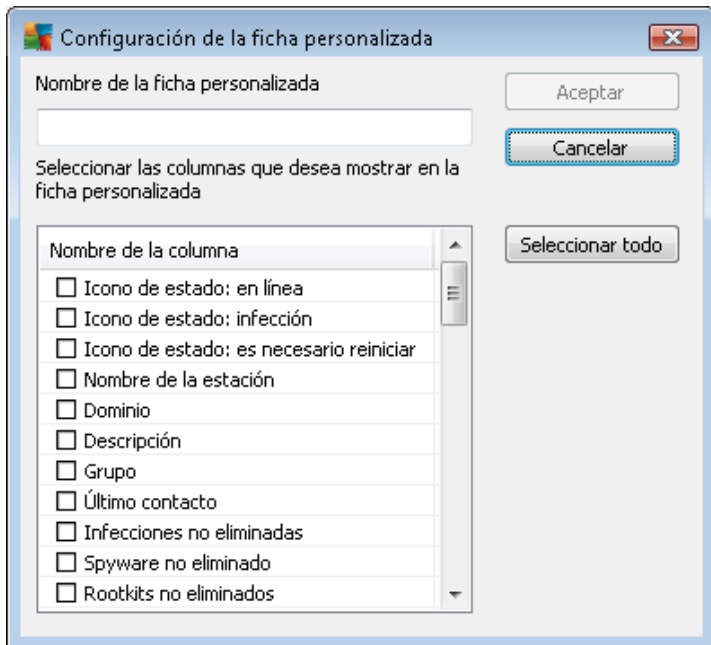 Configuración de la ficha personalizada
Nombre de la ficha personalizada
Aceptar
Cancelar
Seleccionar las columnas que desea mostrar en la
ficha personalizada
Seleccionar todo
Nombre de la columna
Icono de estado: en línea
Icono de estado: infección
Icono de estado: es necesario reiniciar
Nombre de la estación
Dominio
Descripción
Grupo
Último contacto
Infecciones no eliminadas
Spyware no eliminado
Rootkits no eliminados